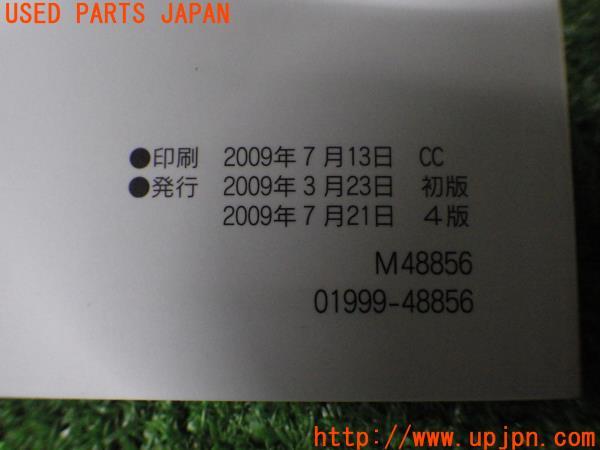 USED PARTS JAPAN
●印刷 2009年7月13日 CC
●発行 2009年3月23日 初版
2009年7月21日 4版
M48856
01999-48856
https://www.upjpn.com